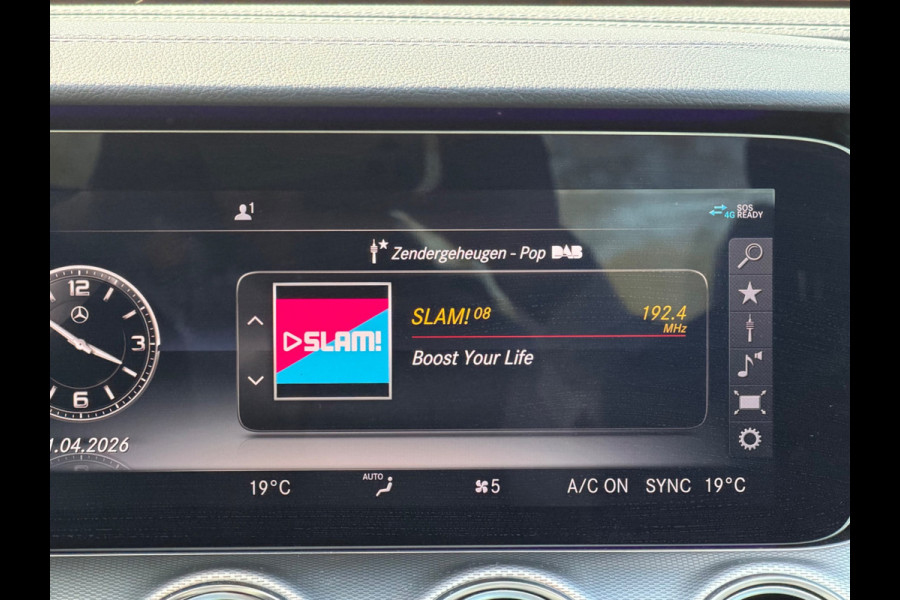 1
4G SOS READY
Zendergeheugen - Pop DAB
12
3
6
SLAM!
SLAM! 08
192.4
MHz
Boost Your Life
1.04.2026
19°C
AUTO
5
A/C ON SYNC 19°C